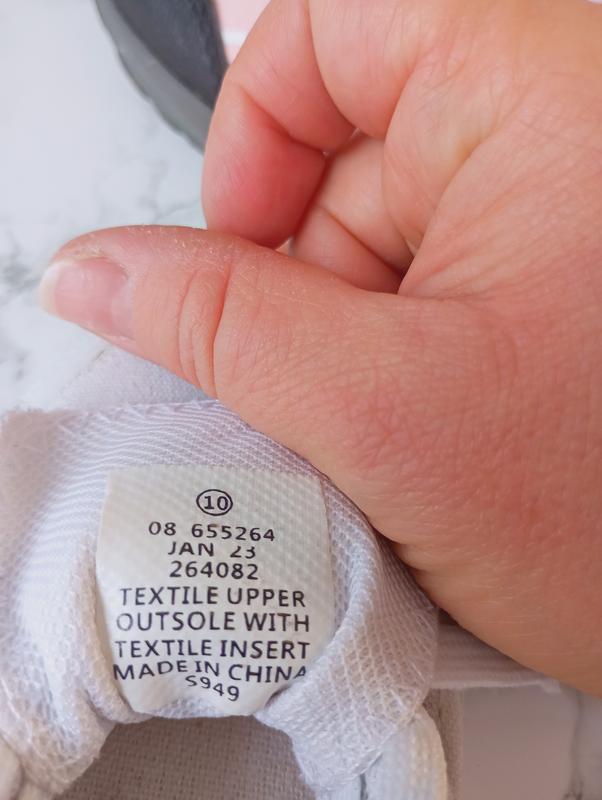 10
08 655264
JAN 23
264082
TEXTILE UPPER
OUTSOLE WITH
TEXTILE INSERT
MADE IN CHINA
S949